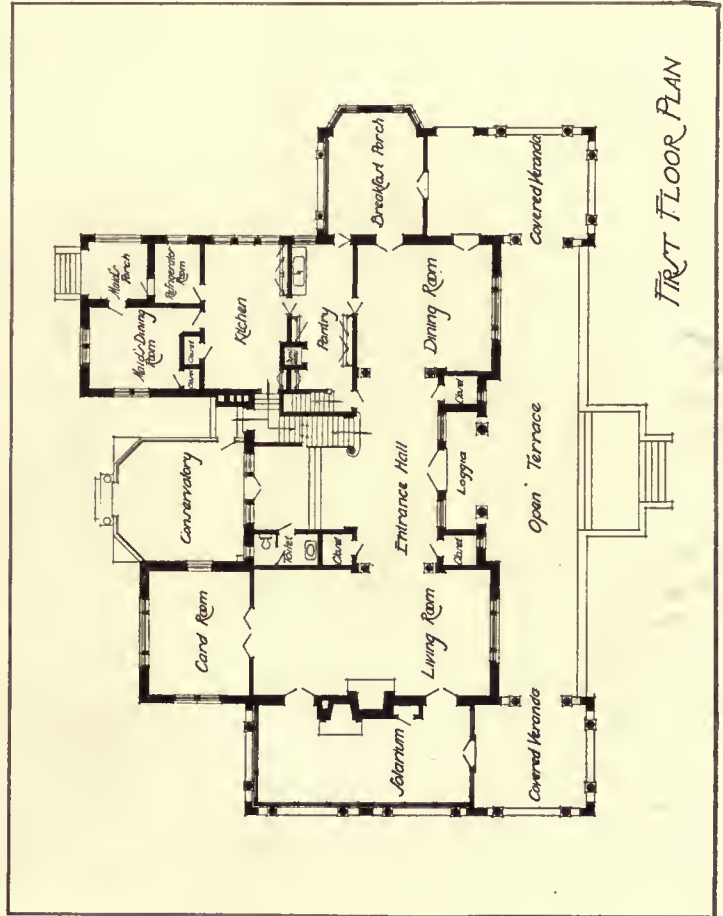 FIRST FLOOR PLAN
Maid's
Porch
Refrigerator
Room
Maid's Dining
Room
Closet
Kitchen
Pantry
Breakfast Porch
Covered Veranda
Dining Room
Closet
Conservatory
Toilet
Closet
Entrance Hall
Loggia
Closet
Open Terrace
Card Room
Living Room
Solarium
Covered Veranda